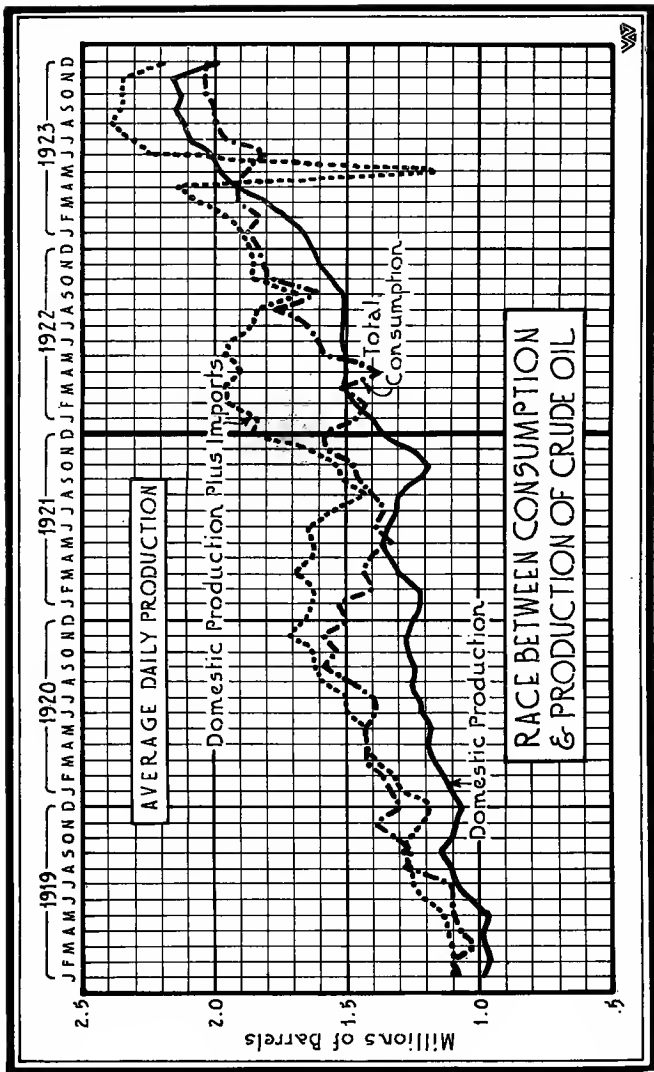 1919 1920 1921 1922 1923
J F M A M J J A S O N D J F M A M J J A S O N D J F M A M J J A S O N D J F M A M J J A S O N D J F M A M J J A S O N D
2.5
2.0
1.5
1.0
.5
Millions of Barrels
AVERAGE DAILY PRODUCTION
Domestic Production Plus Imports
Total
Consumption
Domestic Production
RACE BETWEEN CONSUMPTION
& PRODUCTION OF CRUDE OIL